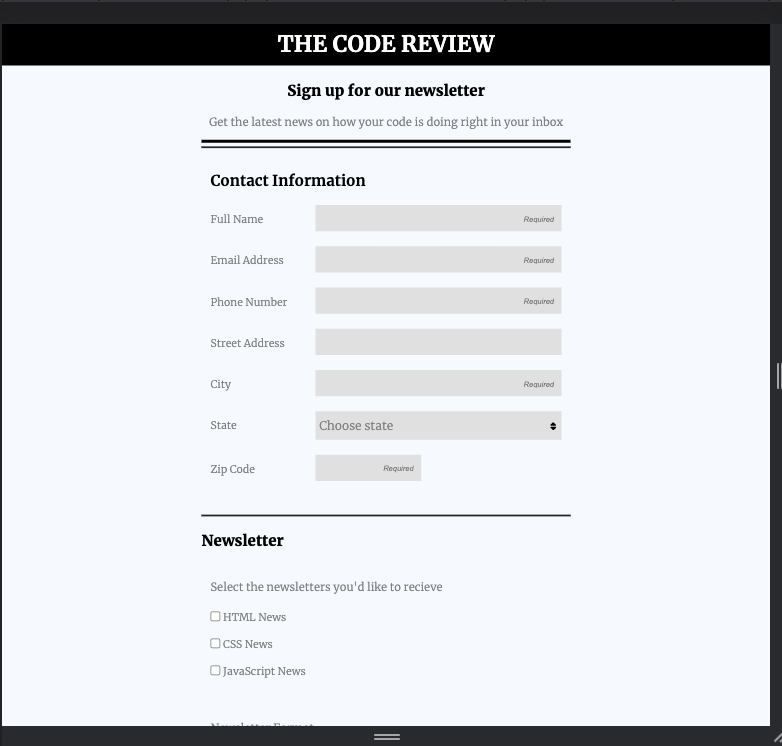 THE CODE REVIEW
Sign up for our newsletter
Get the latest news on how your code is doing right in your inbox
Contact Information
Full Name Required
Email Address Required
Phone Number Required
Street Address
City Required
State Choose state
Zip Code Required
Newsletter
Select the newsletters you'd like to recieve
HTML News
CSS News
JavaScript News
Newsletter Format